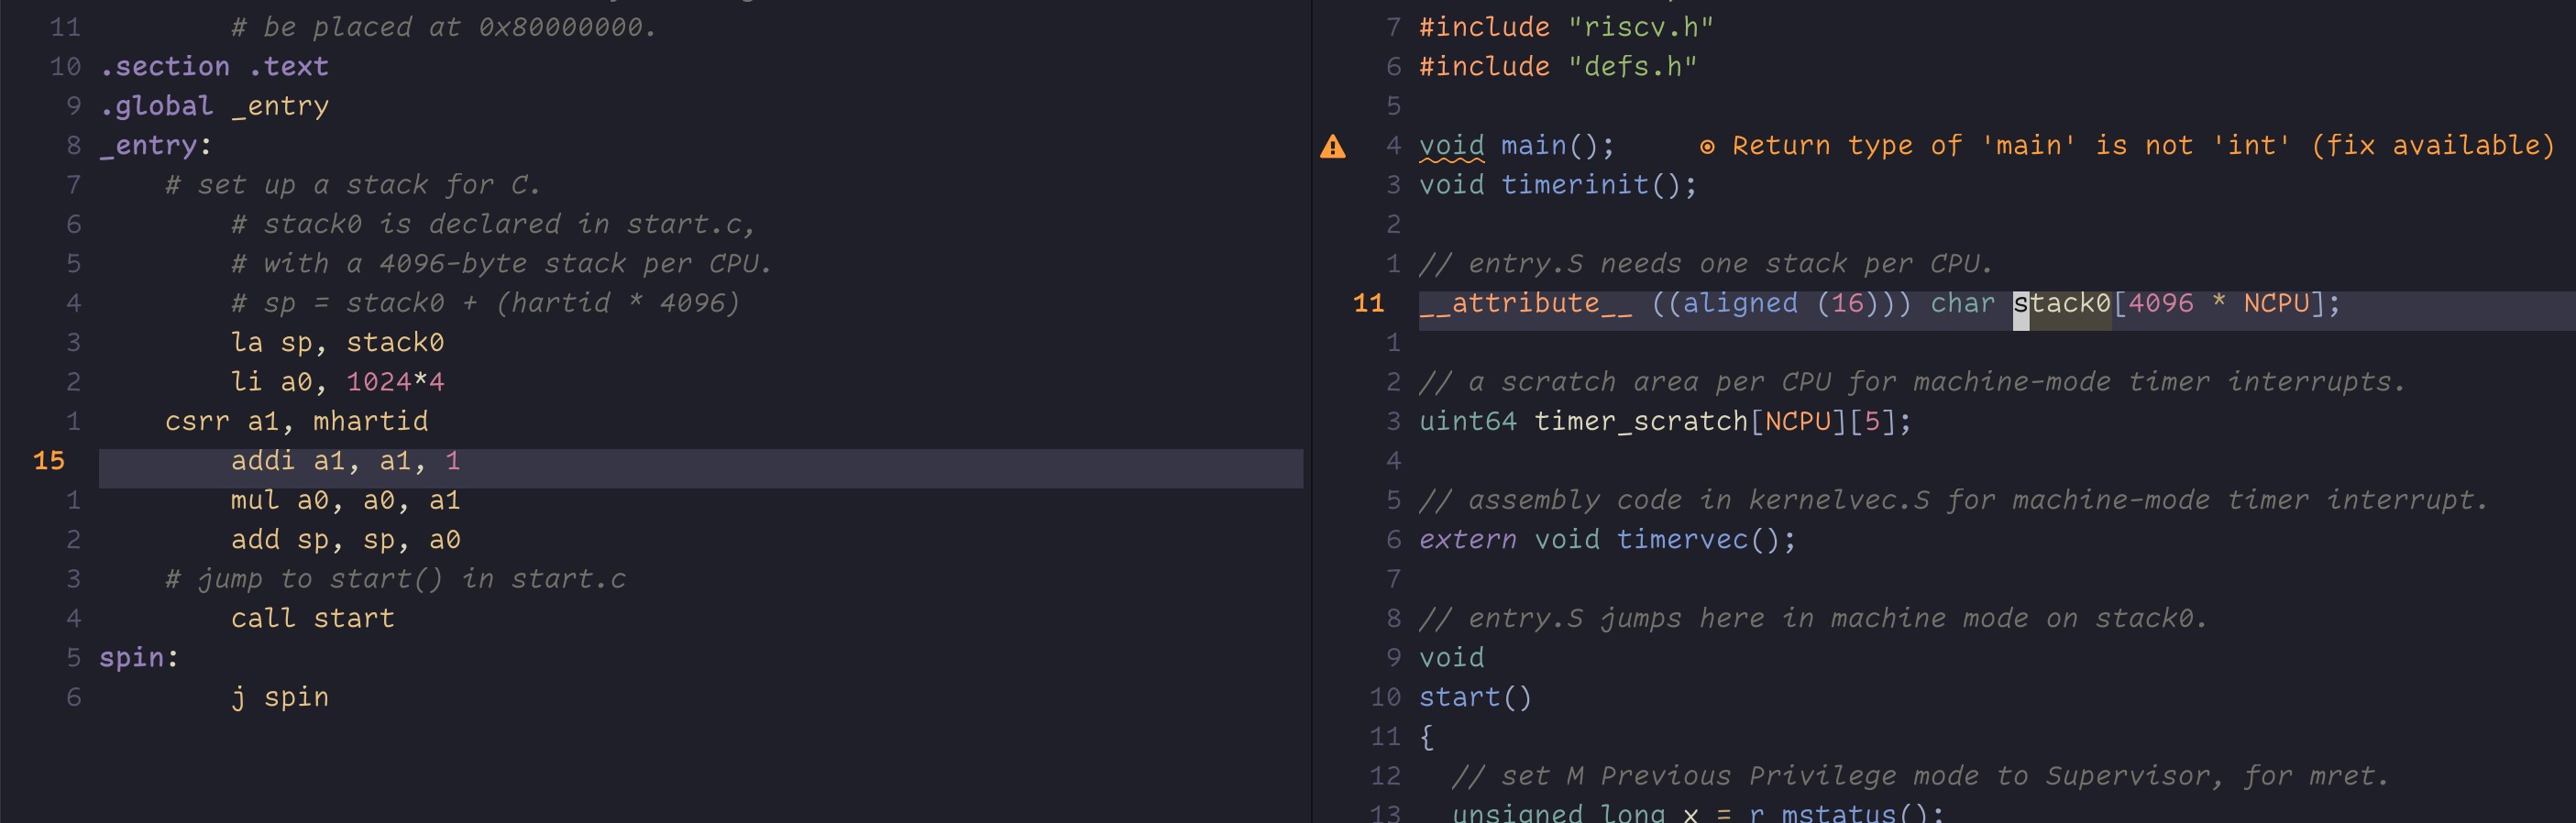 11 # be placed at 0x80000000.
10 .section .text
9 .global _entry
8 _entry:
7 # set up a stack for C.
6 # stack0 is declared in start.c,
5 # with a 4096-byte stack per CPU.
4 # sp = stack0 + (hartid * 4096)
3 la sp, stack0
2 li a0, 1024*4
1 csrr a1, mhartid
15 addi a1, a1, 1
1 mul a0, a0, a1
2 add sp, sp, a0
3 # jump to start() in start.c
4 call start
5 spin:
6 j spin
7 #include "riscv.h"
6 #include "defs.h"
5
4 void main(); Return type of 'main' is not 'int' (fix available)
3 void timerinit();
2
1 // entry.S needs one stack per CPU.
11 __attribute__ ((aligned (16))) char stack0[4096 * NCPU];
1
2 // a scratch area per CPU for machine-mode timer interrupts.
3 uint64 timer_scratch[NCPU][5];
4
5 // assembly code in kernelvec.S for machine-mode timer interrupt.
6 extern void timervec();
7
8 // entry.S jumps here in machine mode on stack0.
9 void
10 start()
11 {
12 // set M Previous Privilege mode to Supervisor, for mret.
13 unsigned long x = r_mstatus();